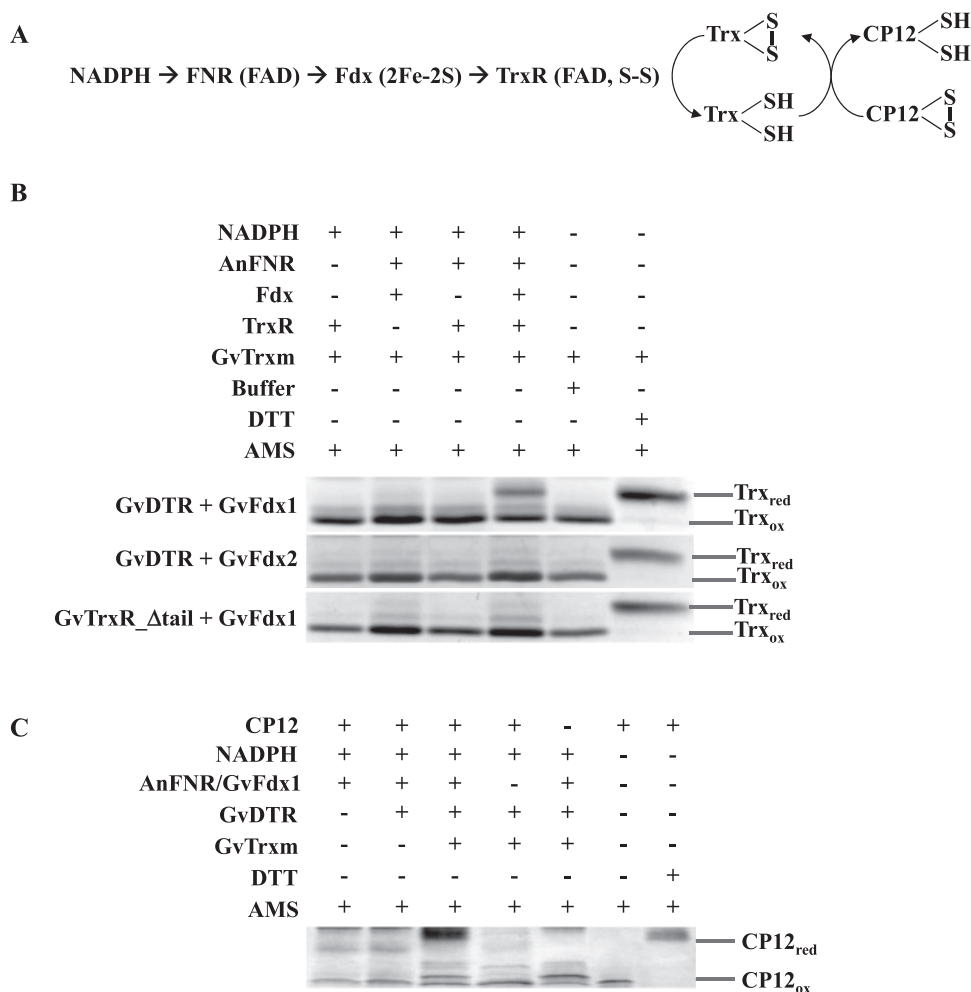 A
NADPH → FNR (FAD) → Fdx (2Fe-2S) → TrxR (FAD, S-S)
Trx S S
Trx SH SH
CP12 SH SH
CP12 S S
B
NADPH + + + + - -
AnFNR - + + + - -
Fdx - + - + - -
TrxR + - + + - -
GvTrxm + + + + + +
Buffer - - - - + -
DTT - - - - - +
AMS + + + + + +
GvDTR + GvFdx1 Trxred
Trxox
GvDTR + GvFdx2 Trxred
Trxox
GvTrxR_Δtail + GvFdx1 Trxred
Trxox
C
CP12 + + + + - + +
NADPH + + + + + - -
AnFNR/GvFdx1 + + + - + - -
GvDTR - + + + + - -
GvTrxm - - + + + - -
DTT - - - - - - +
AMS + + + + + + +
CP12red
CP12ox